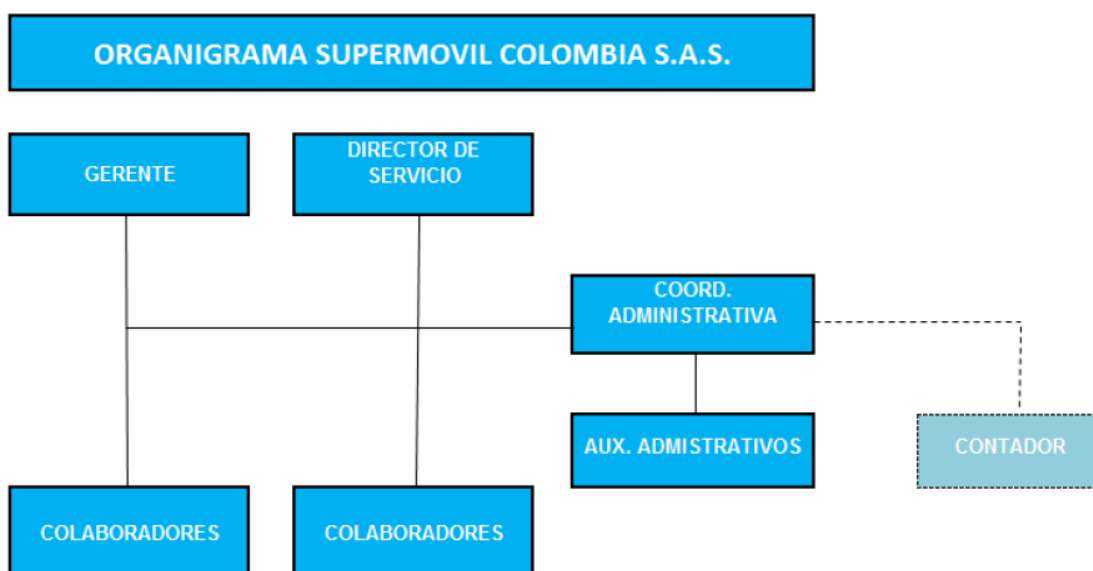 ORGANIGRAMA SUPERMOVIL COLOMBIA S.A.S.
GERENTE
DIRECTOR DE
SERVICIO
COORD.
ADMINISTRATIVA
AUX. ADMISTRATIVOS
CONTADOR
COLABORADORES
COLABORADORES